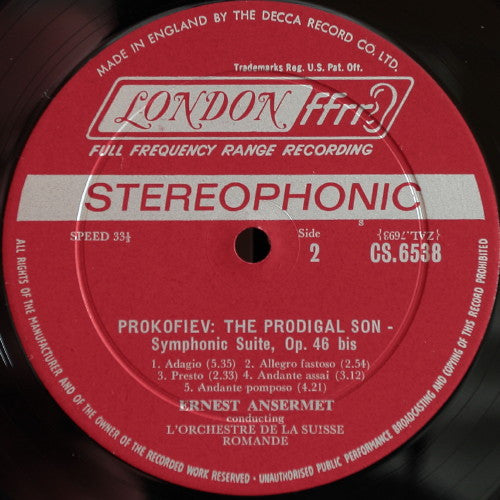 MADE IN ENGLAND BY THE DECCA RECORD CO. LTD.
Trademarks Reg. U.S. Pat. Off.
LONDON ffrr
FULL FREQUENCY RANGE RECORDING
STEREOPHONIC
SPEED 33⅓
Side
2
{ZAL.7693}
CS.6538
PROKOFIEV: THE PRODIGAL SON -
Symphonic Suite, Op. 46 bis
1. Adagio (5.35) 2. Allegro fastoso (2.54)
3. Presto (2.33) 4. Andante assai (3.12)
5. Andante pomposo (4.21)
ERNEST ANSERMET
conducting
L'ORCHESTRE DE LA SUISSE
ROMANDE
ALL RIGHTS OF THE MANUFACTURER AND OF THE OWNER OF THE RECORDED WORK RESERVED · UNAUTHORISED PUBLIC PERFORMANCE BROADCASTING AND COPYING OF THIS RECORD PROHIBITED